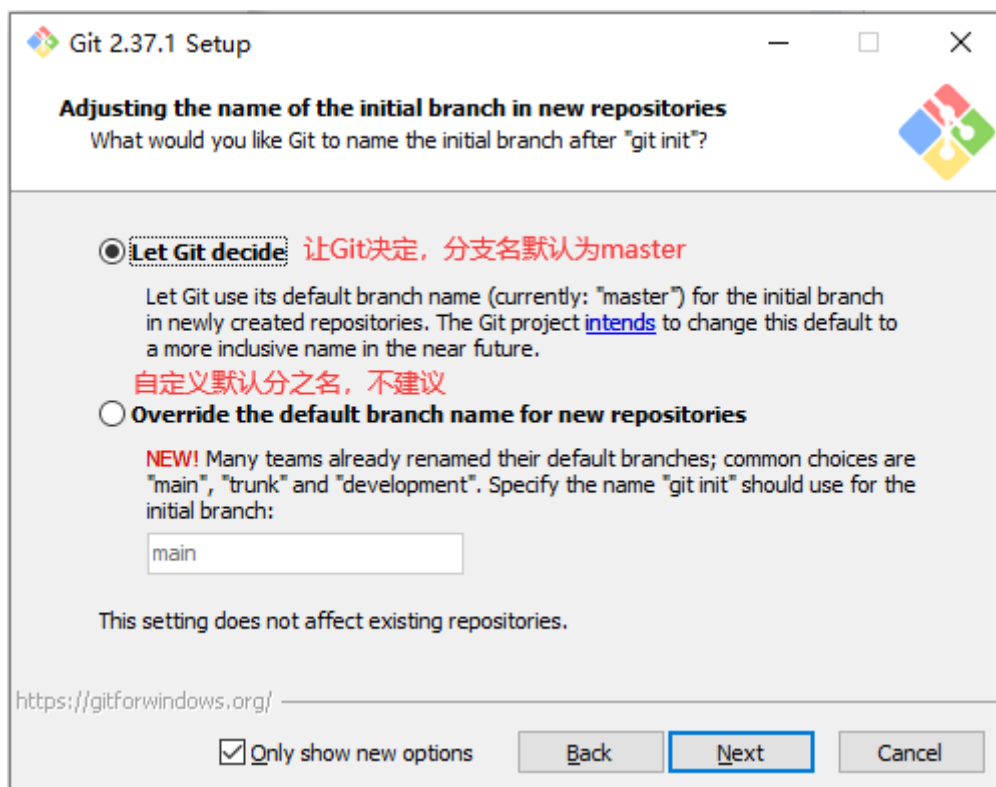 Git 2.37.1 Setup
Adjusting the name of the initial branch in new repositories
What would you like Git to name the initial branch after "git init"?
Let Git decide 让Git决定，分支名默认为master
Let Git use its default branch name (currently: "master") for the initial branch
in newly created repositories. The Git project intends to change this default to
a more inclusive name in the near future.
自定义默认分之名，不建议
Override the default branch name for new repositories
NEW! Many teams already renamed their default branches; common choices are
"main", "trunk" and "development". Specify the name "git init" should use for the
initial branch:
main
This setting does not affect existing repositories.
https://gitforwindows.org/
Only show new options Back Next Cancel